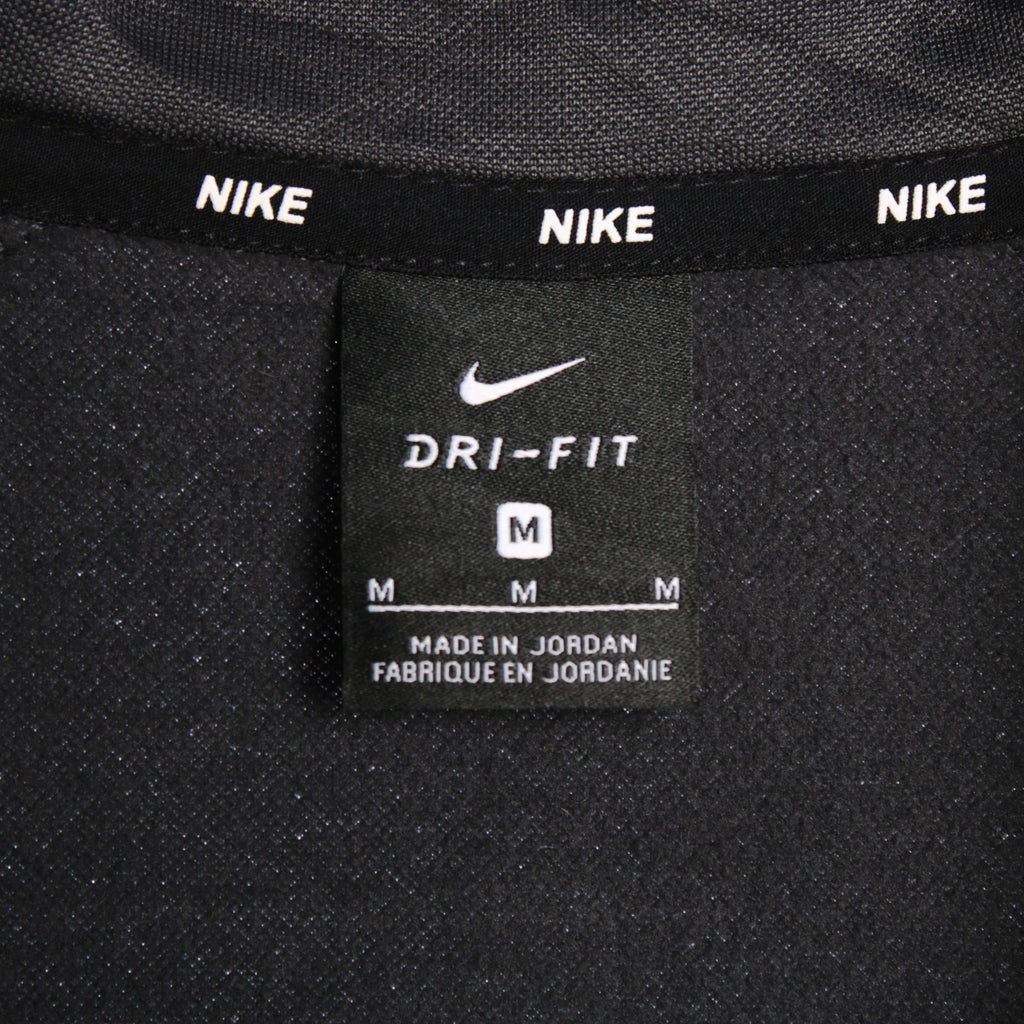 NIKE NIKE NIKE
DRI-FIT
M
M M M
MADE IN JORDAN
FABRIQUE EN JORDANIE